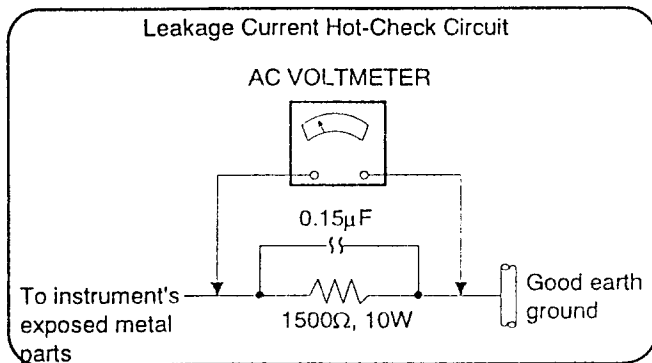 Leakage Current Hot-Check Circuit
AC VOLTMETER
0.15µF
1500Ω, 10W
To instrument's
exposed metal
parts
Good earth
ground